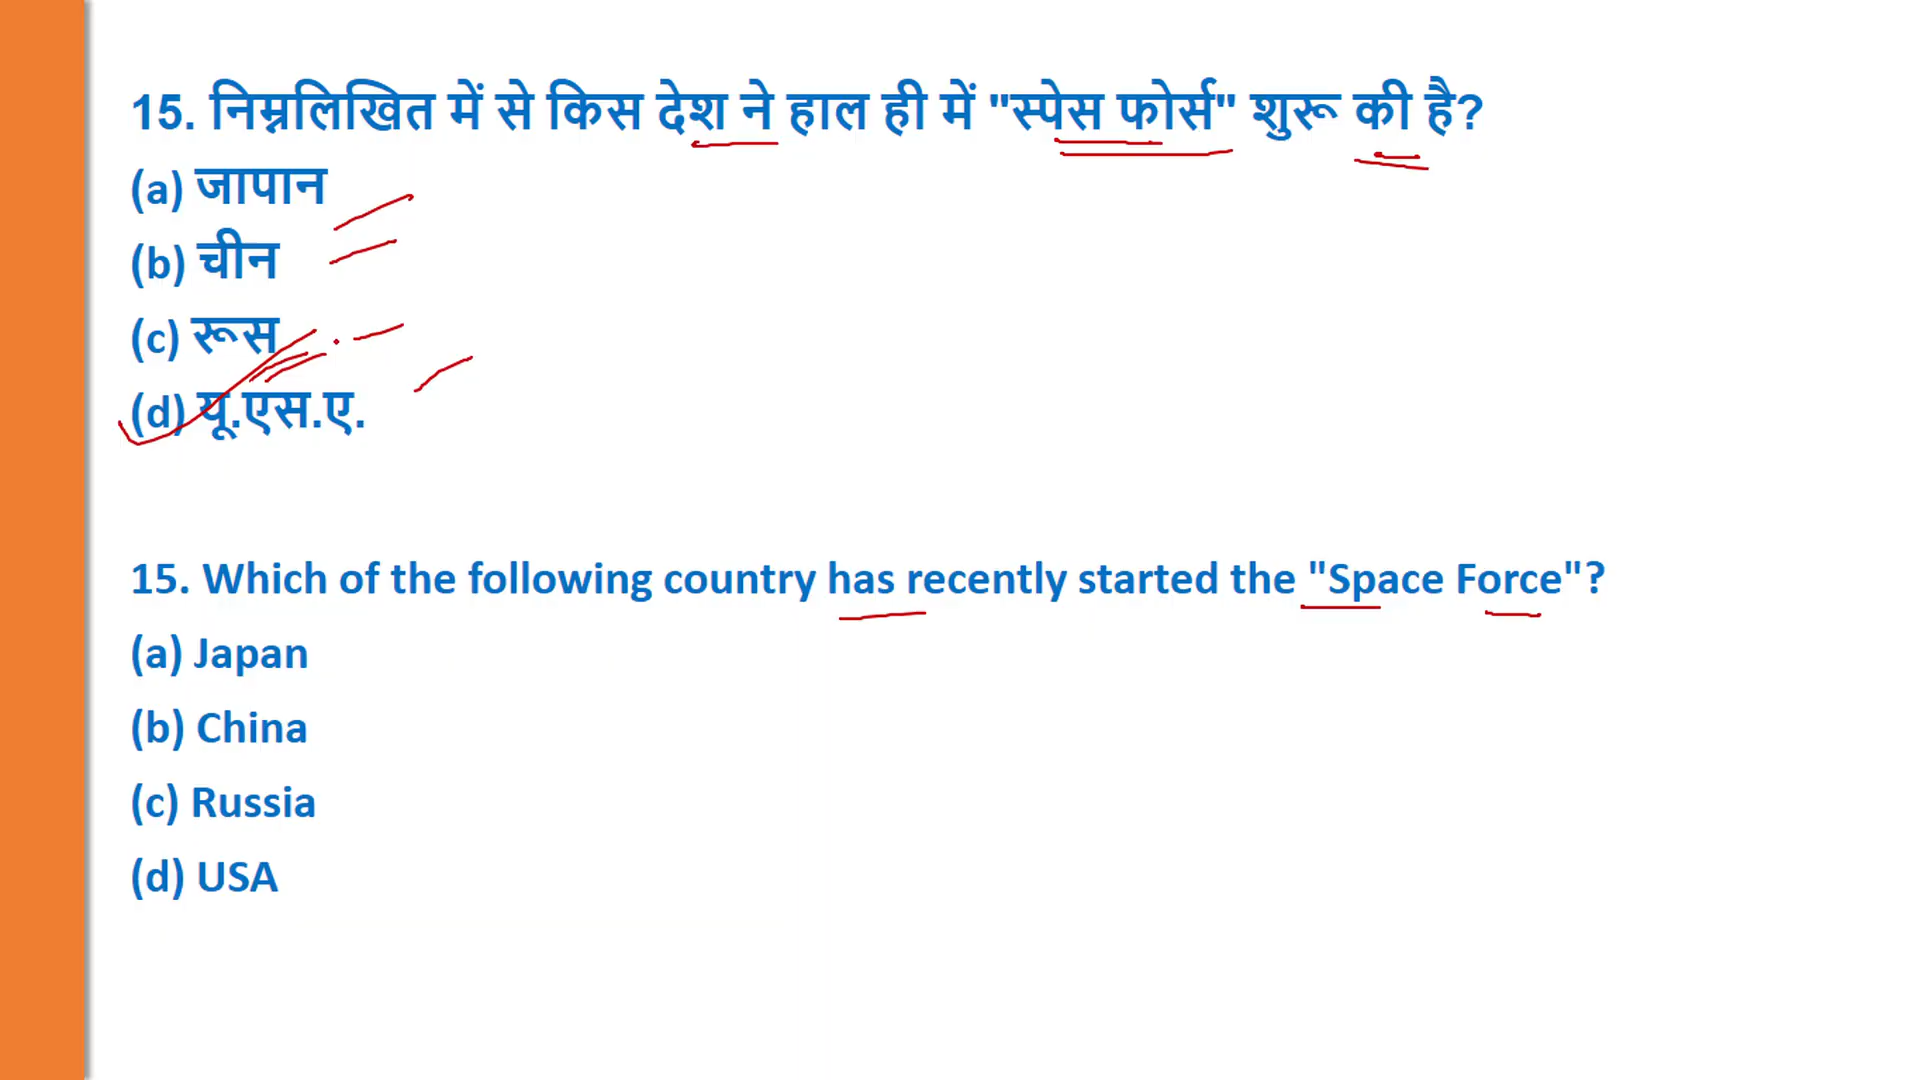 15. निम्नलिखित में से किस देश ने हाल ही में "स्पेस फोर्स" शुरू की है?
(a) जापान
(b) चीन
(c) रूस
(d) यू.एस.ए.
15. Which of the following country has recently started the "Space Force"?
(a) Japan
(b) China
(c) Russia
(d) USA